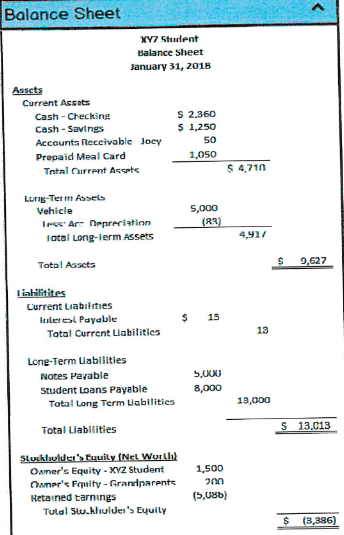 Balance Sheet
XYZ Student
Balance Sheet
January 31, 2018
Assets
Current Assets
Cash - Checking $ 2,360
Cash - Savings $ 1,250
Accounts Receivable Joey 50
Prepaid Meal Card 1,050
Total Current Assets $ 4,710
Long-Term Assets
Vehicle 5,000
Less: Acc Depreciation (83)
Total Long-Term Assets 4,917
Total Assets $ 9,627
Liabilitites
Current Liabilities
Interest Payable $ 13
Total Current Liabilities 13
Long-Term Liabilities
Notes Payable 5,000
Student Loans Payable 8,000
Total Long Term Liabilities 13,000
Total Liabilities $ 13,013
Stockholder's Equity (Net Worth)
Owner's Equity - XYZ Student 1,500
Owner's Equity - Grandparents 200
Retained Earnings (5,086)
Total Stockholder's Equity
$ (3,386)